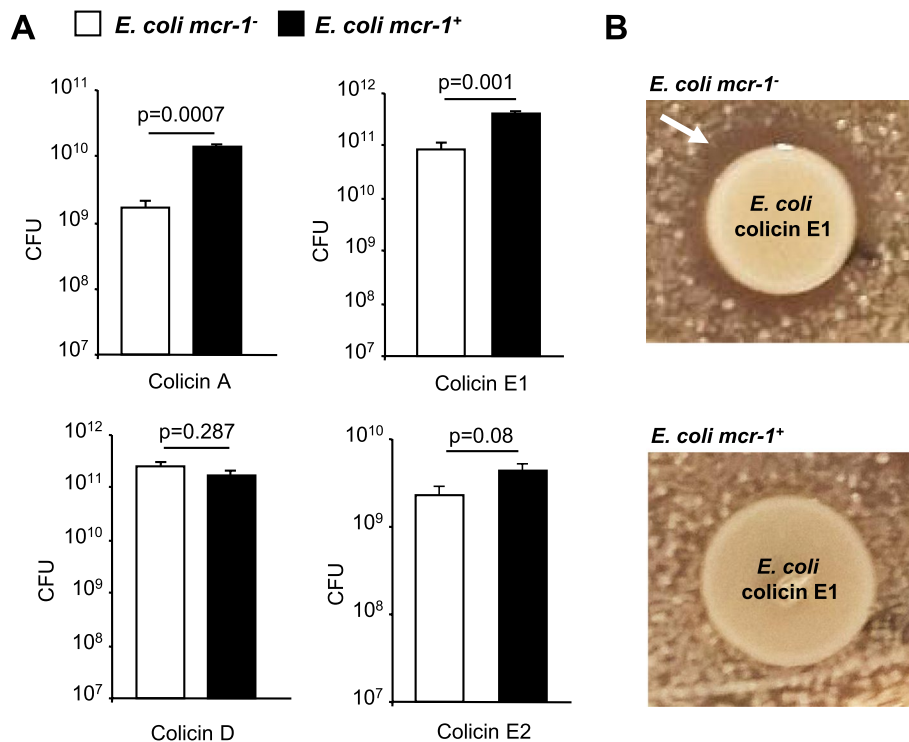 A E. coli mcr-1⁻ E. coli mcr-1⁺ B
E. coli mcr-1⁻
p=0.0007
p=0.001
10¹¹
10¹⁰
10⁹
10⁸
10⁷
CFU
Colicin A
10¹²
10¹¹
10¹⁰
10⁹
10⁸
10⁷
CFU
Colicin E1
E. coli
colicin E1
p=0.287
p=0.08
10¹²
10¹¹
10¹⁰
10⁹
10⁸
10⁷
CFU
Colicin D
10¹⁰
10⁹
10⁸
10⁷
CFU
Colicin E2
E. coli mcr-1⁺
E. coli
colicin E1